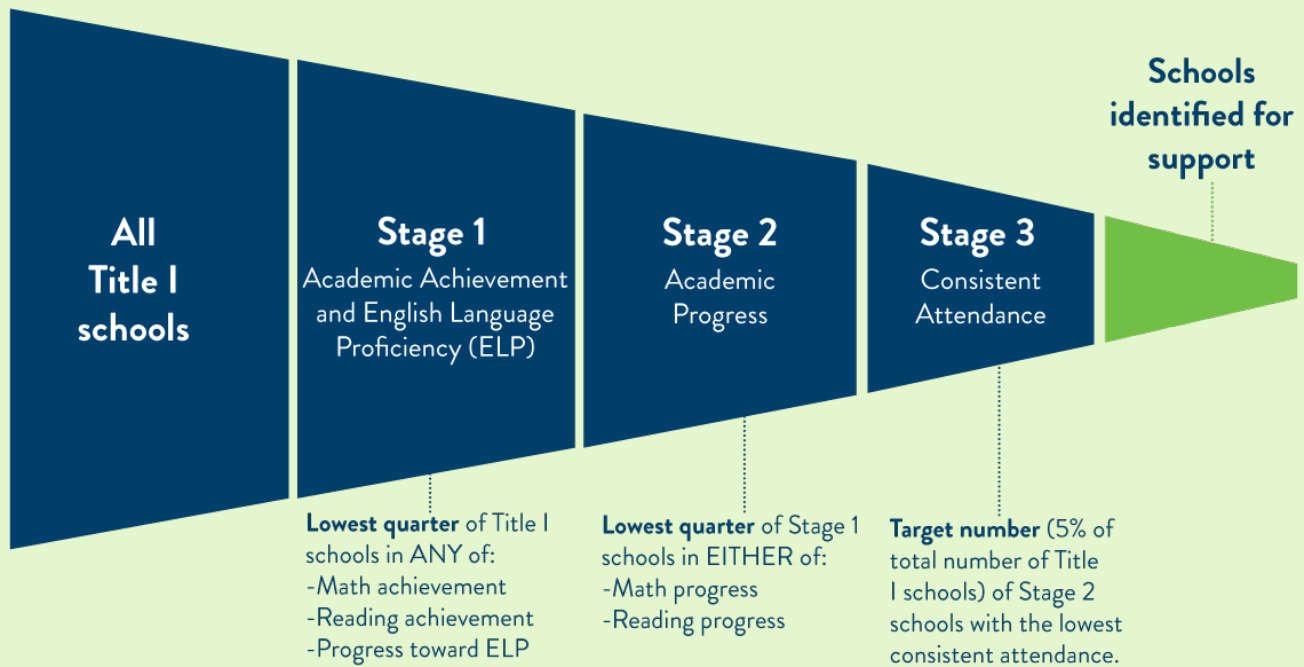 All
Title I
schools
Stage 1
Academic Achievement
and English Language
Proficiency (ELP)
Stage 2
Academic
Progress
Stage 3
Consistent
Attendance
Schools
identified for
support
Lowest quarter of Title I
schools in ANY of:
-Math achievement
-Reading achievement
-Progress toward ELP
Lowest quarter of Stage 1
schools in EITHER of:
-Math progress
-Reading progress
Target number (5% of
total number of Title
I schools) of Stage 2
schools with the lowest
consistent attendance.